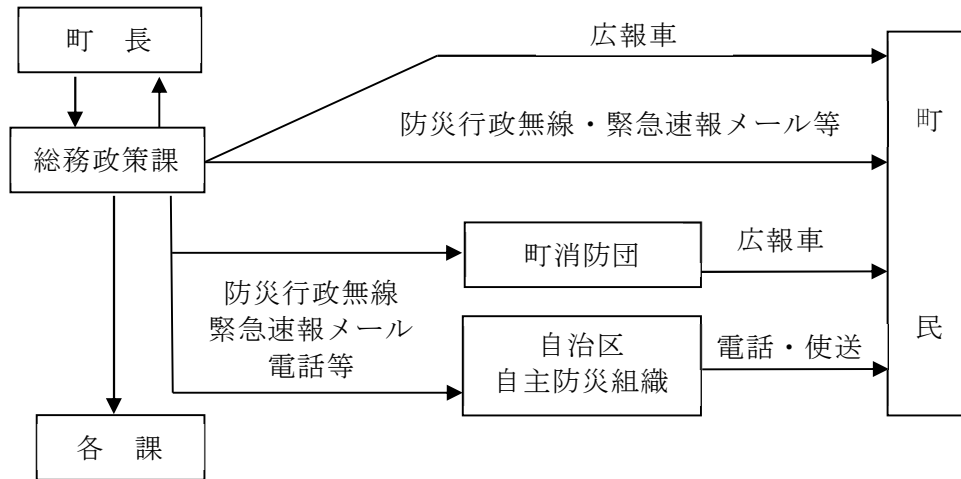 町　長
広報車
防災行政無線・緊急速報メール等
総務政策課
町消防団
広報車
防災行政無線
緊急速報メール
電話等
自治区
自主防災組織
電話・使送
町
民
各　課